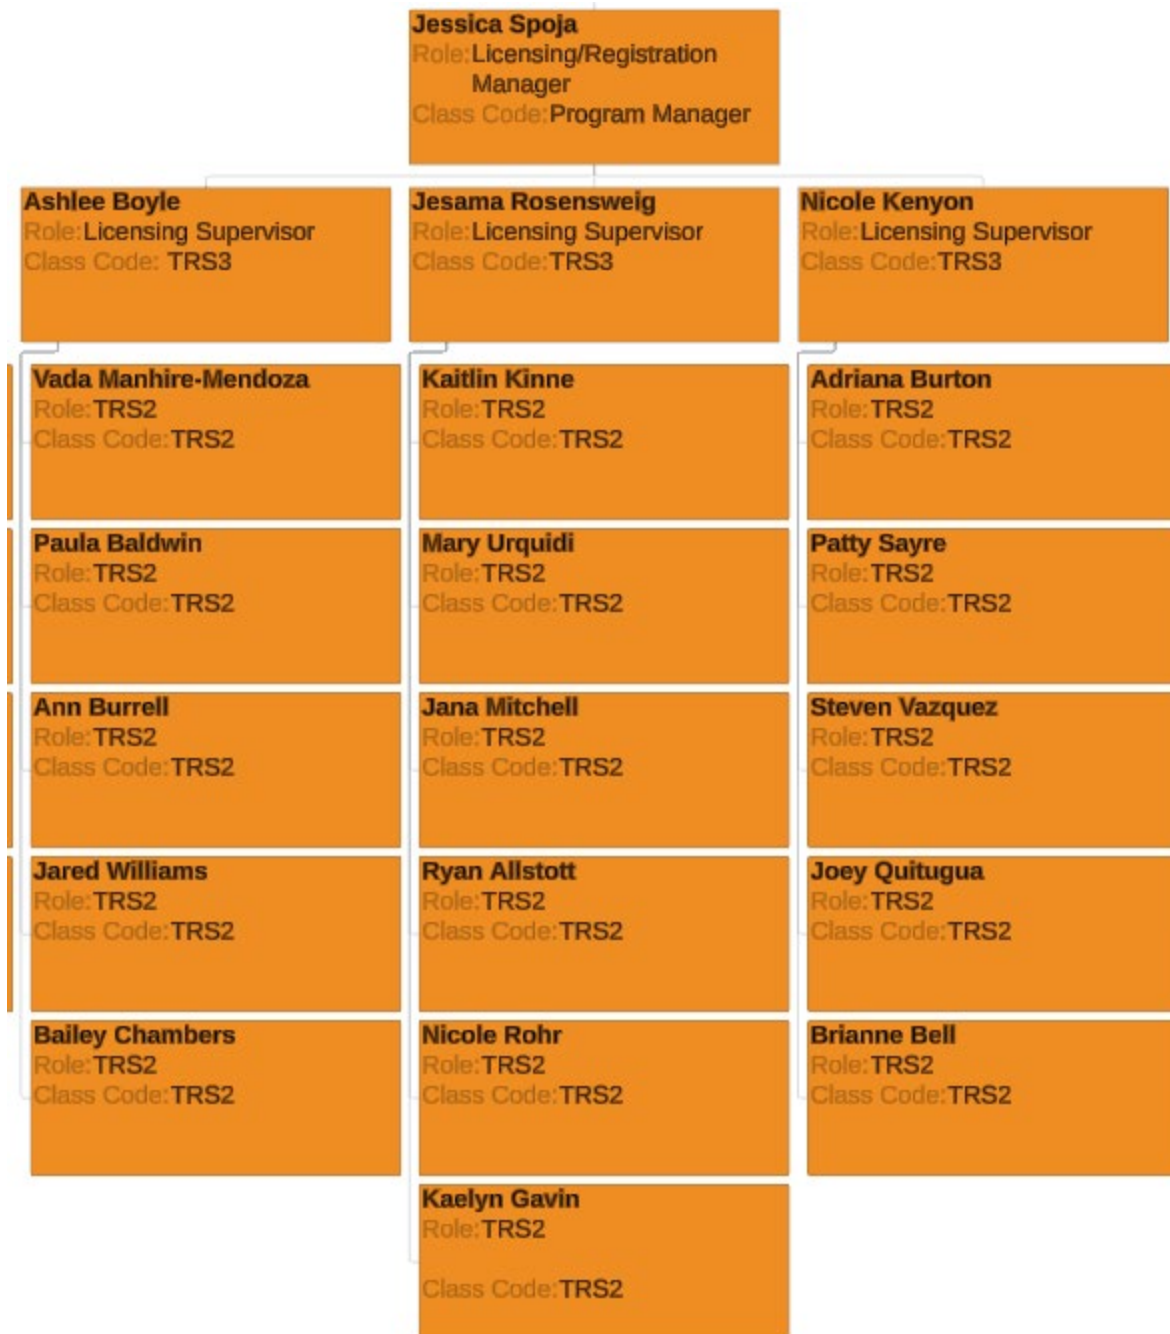 Jessica Spoja
Role:Licensing/Registration
Manager
Class Code:Program Manager
Ashlee Boyle
Role:Licensing Supervisor
Class Code: TRS3
Jesama Rosensweig
Role:Licensing Supervisor
Class Code:TRS3
Nicole Kenyon
Role:Licensing Supervisor
Class Code:TRS3
Vada Manhire-Mendoza
Role:TRS2
Class Code:TRS2
Paula Baldwin
Role:TRS2
Class Code:TRS2
Ann Burrell
Role:TRS2
Class Code:TRS2
Jared Williams
Role:TRS2
Class Code:TRS2
Bailey Chambers
Role:TRS2
Class Code:TRS2
Kaitlin Kinne
Role:TRS2
Class Code:TRS2
Mary Urquidi
Role:TRS2
Class Code:TRS2
Jana Mitchell
Role:TRS2
Class Code:TRS2
Ryan Allstott
Role:TRS2
Class Code:TRS2
Nicole Rohr
Role:TRS2
Class Code:TRS2
Kaelyn Gavin
Role:TRS2
Class Code:TRS2
Adriana Burton
Role:TRS2
Class Code:TRS2
Patty Sayre
Role:TRS2
Class Code:TRS2
Steven Vazquez
Role:TRS2
Class Code:TRS2
Joey Quitugua
Role:TRS2
Class Code:TRS2
Brianne Bell
Role:TRS2
Class Code:TRS2